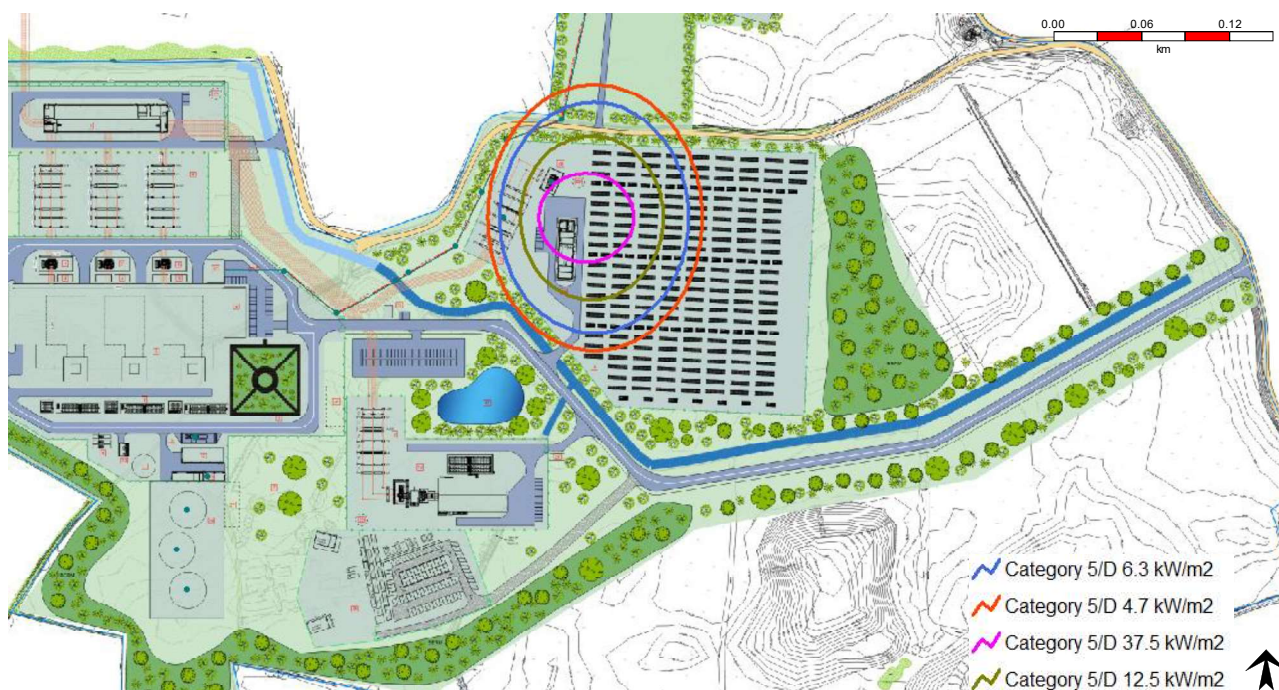 0.00 0.06 0.12
km
Category 5/D 6.3 kW/m2
Category 5/D 4.7 kW/m2
Category 5/D 37.5 kW/m2
Category 5/D 12.5 kW/m2